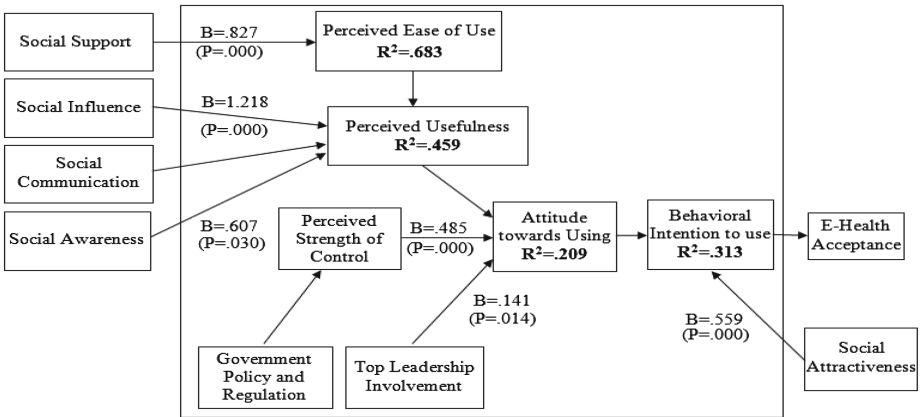 Social Support
B=.827
(P=.000)
Perceived Ease of Use
R²=.683
Social Influence
B=1.218
(P=.000)
Perceived Usefulness
R²=.459
Social
Communication
Social Awareness
B=.607
(P=.030)
Perceived
Strength of
Control
B=.485
(P=.000)
Attitude
towards Using
R²=.209
Behavioral
Intention to use
R²=.313
E-Health
Acceptance
B=.141
(P=.014)
B=.559
(P=.000)
Government
Policy and
Regulation
Top Leadership
Involvement
Social
Attractiveness